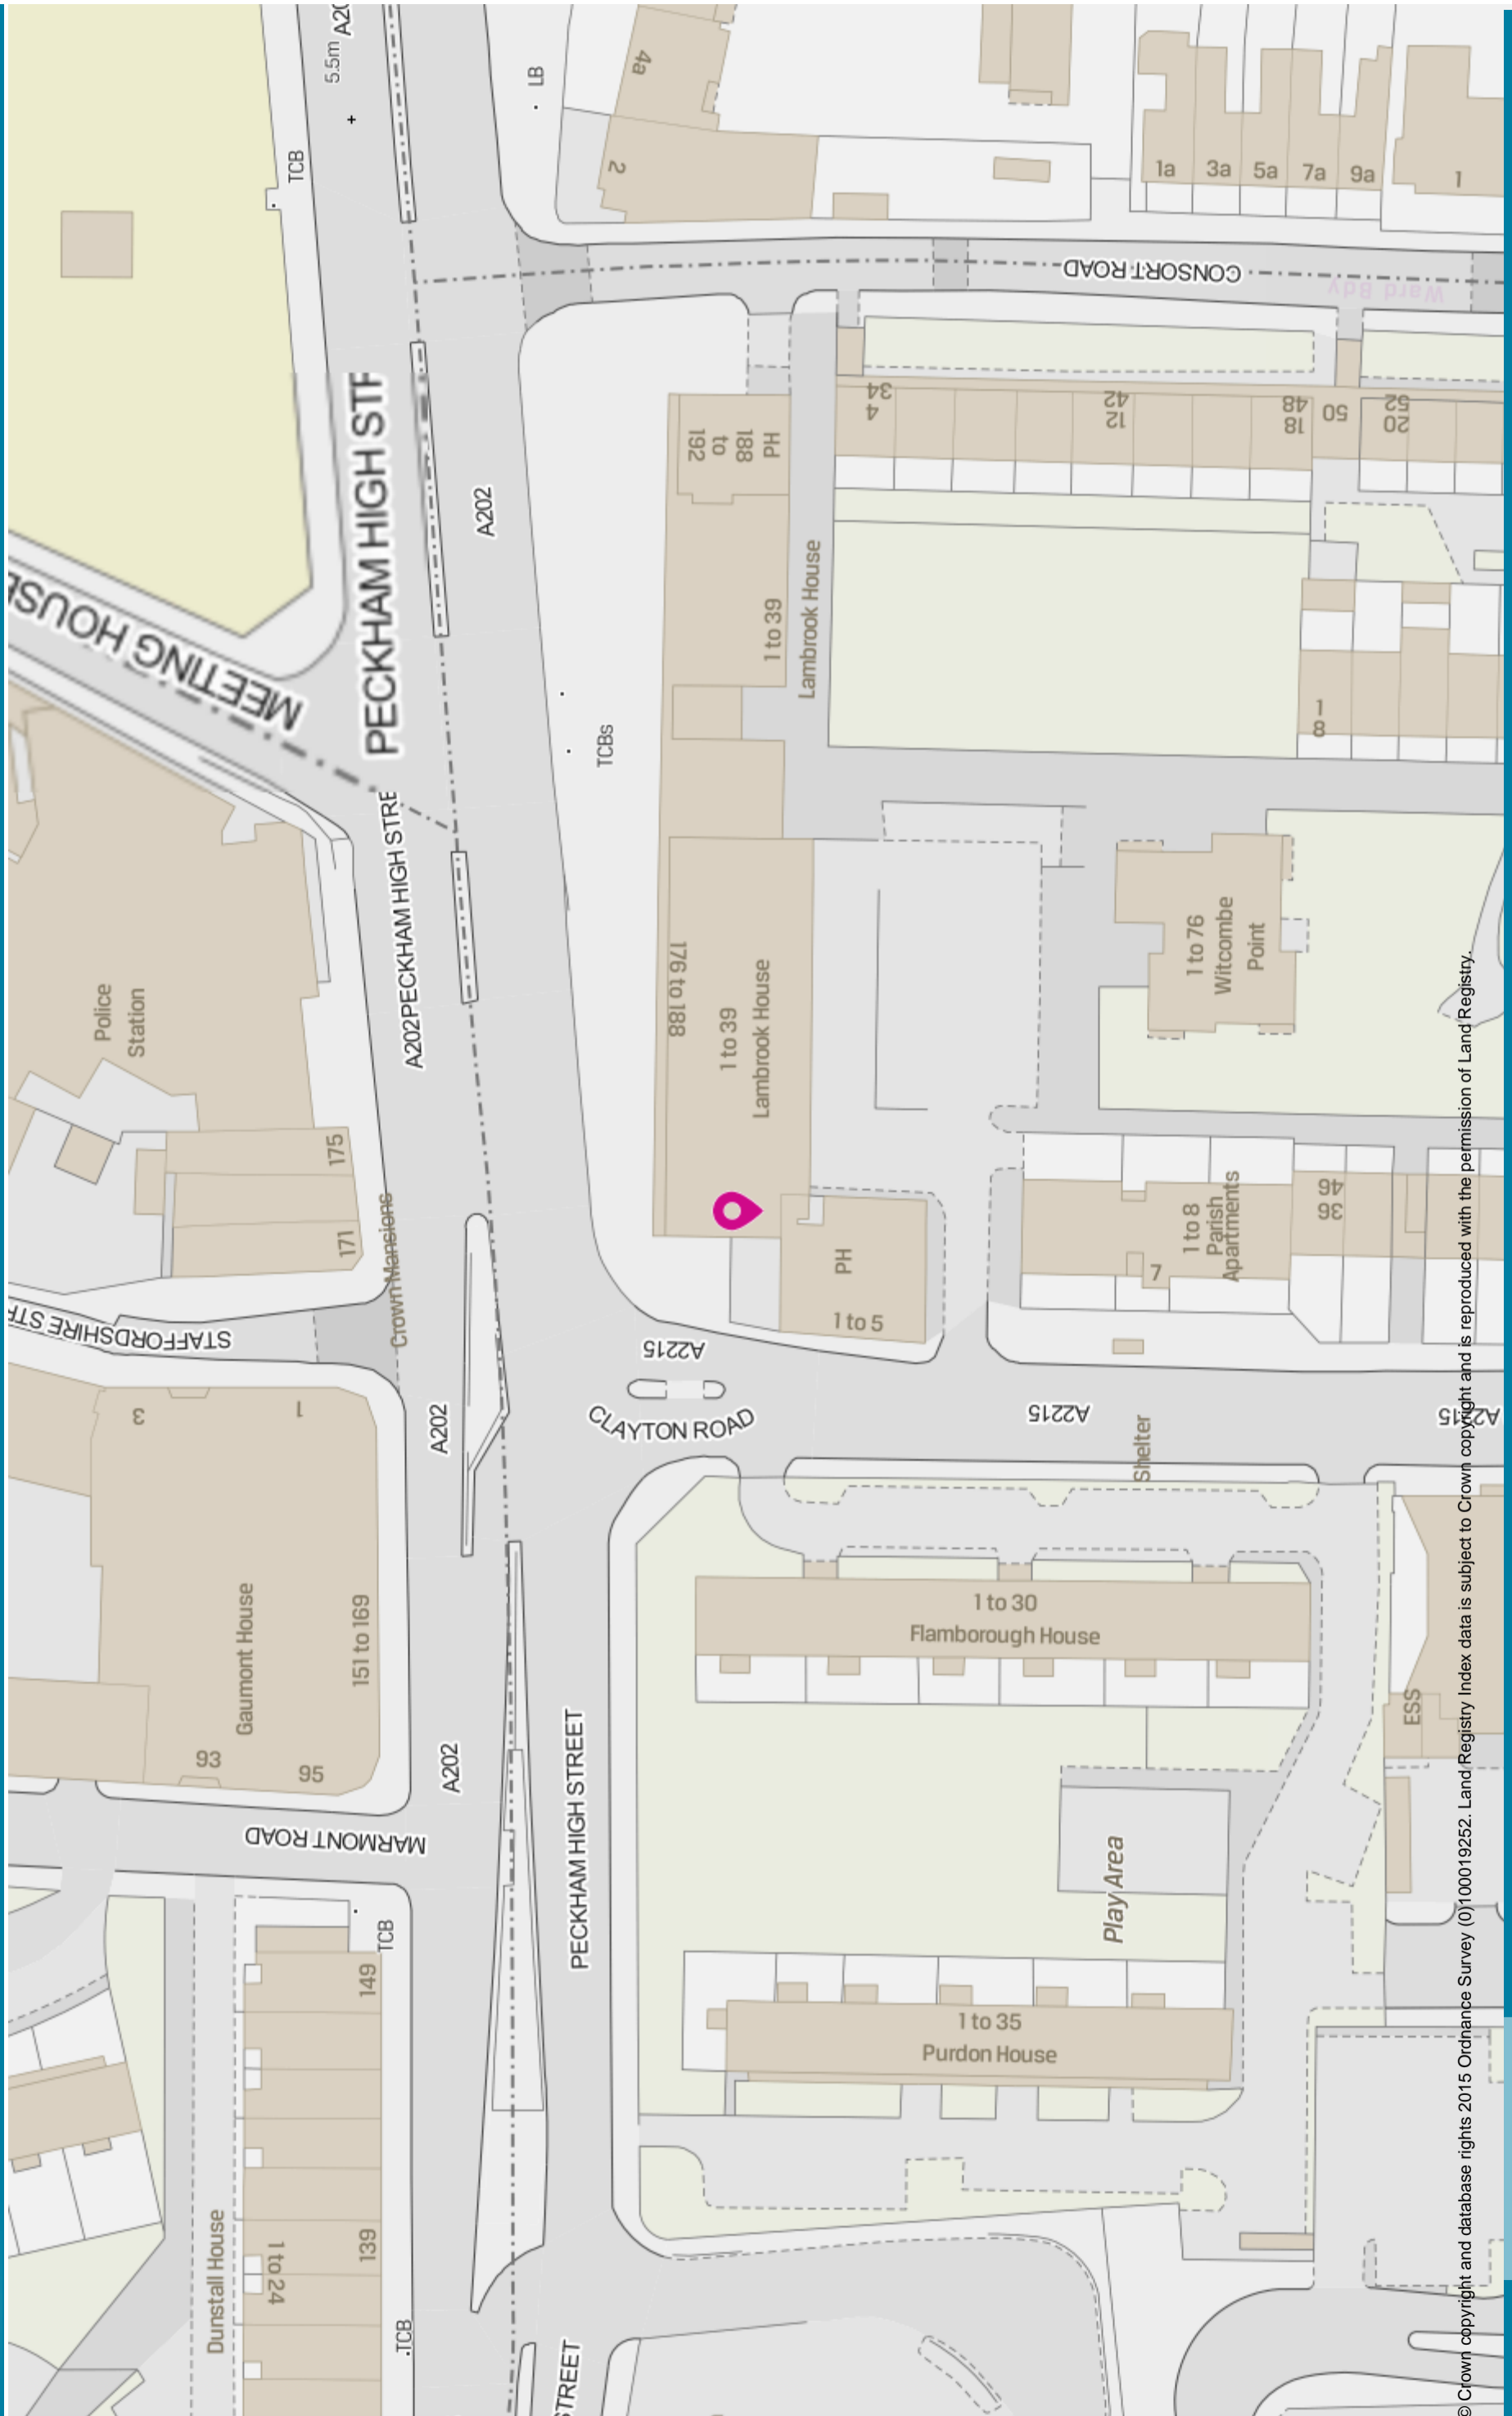 A20
5.5m
LB
4a
2
TCB
1a
3a
5a
7a
9a
1
CONSORT ROAD
Ward Bdy
PECKHAM HIGH STF
A202
188
to
192
PH
34
4
42
12
48
18
50
52
20
MEETING HOUSE
1 to 39
Lambrook House
1
8
TCBs
A202PECKHAM HIGH STRE
Police
Station
176 to 188
1 to 39
Lambrook House
1 to 76
Witcombe
Point
175
171
Crown Mansions
PH
1 to 5
1 to 8
Parish
Apartments
7
46
36
STAFFORDSHIRE STR
A2215
3
1
A202
CLAYTON ROAD
A2215
A2215
Shelter
Gaumont House
151 to 169
93
95
1 to 30
Flamborough House
ESS
A202
PECKHAM HIGH STREET
MARMONT ROAD
Play Area
TCB
149
1 to 35
Purdon House
139
Dunstall House
1 to 24
TCB
STREET
© Crown copyright and database rights 2015 Ordnance Survey (0)100019252. Land Registry Index data is subject to Crown copyright and is reproduced with the permission of Land Registry.